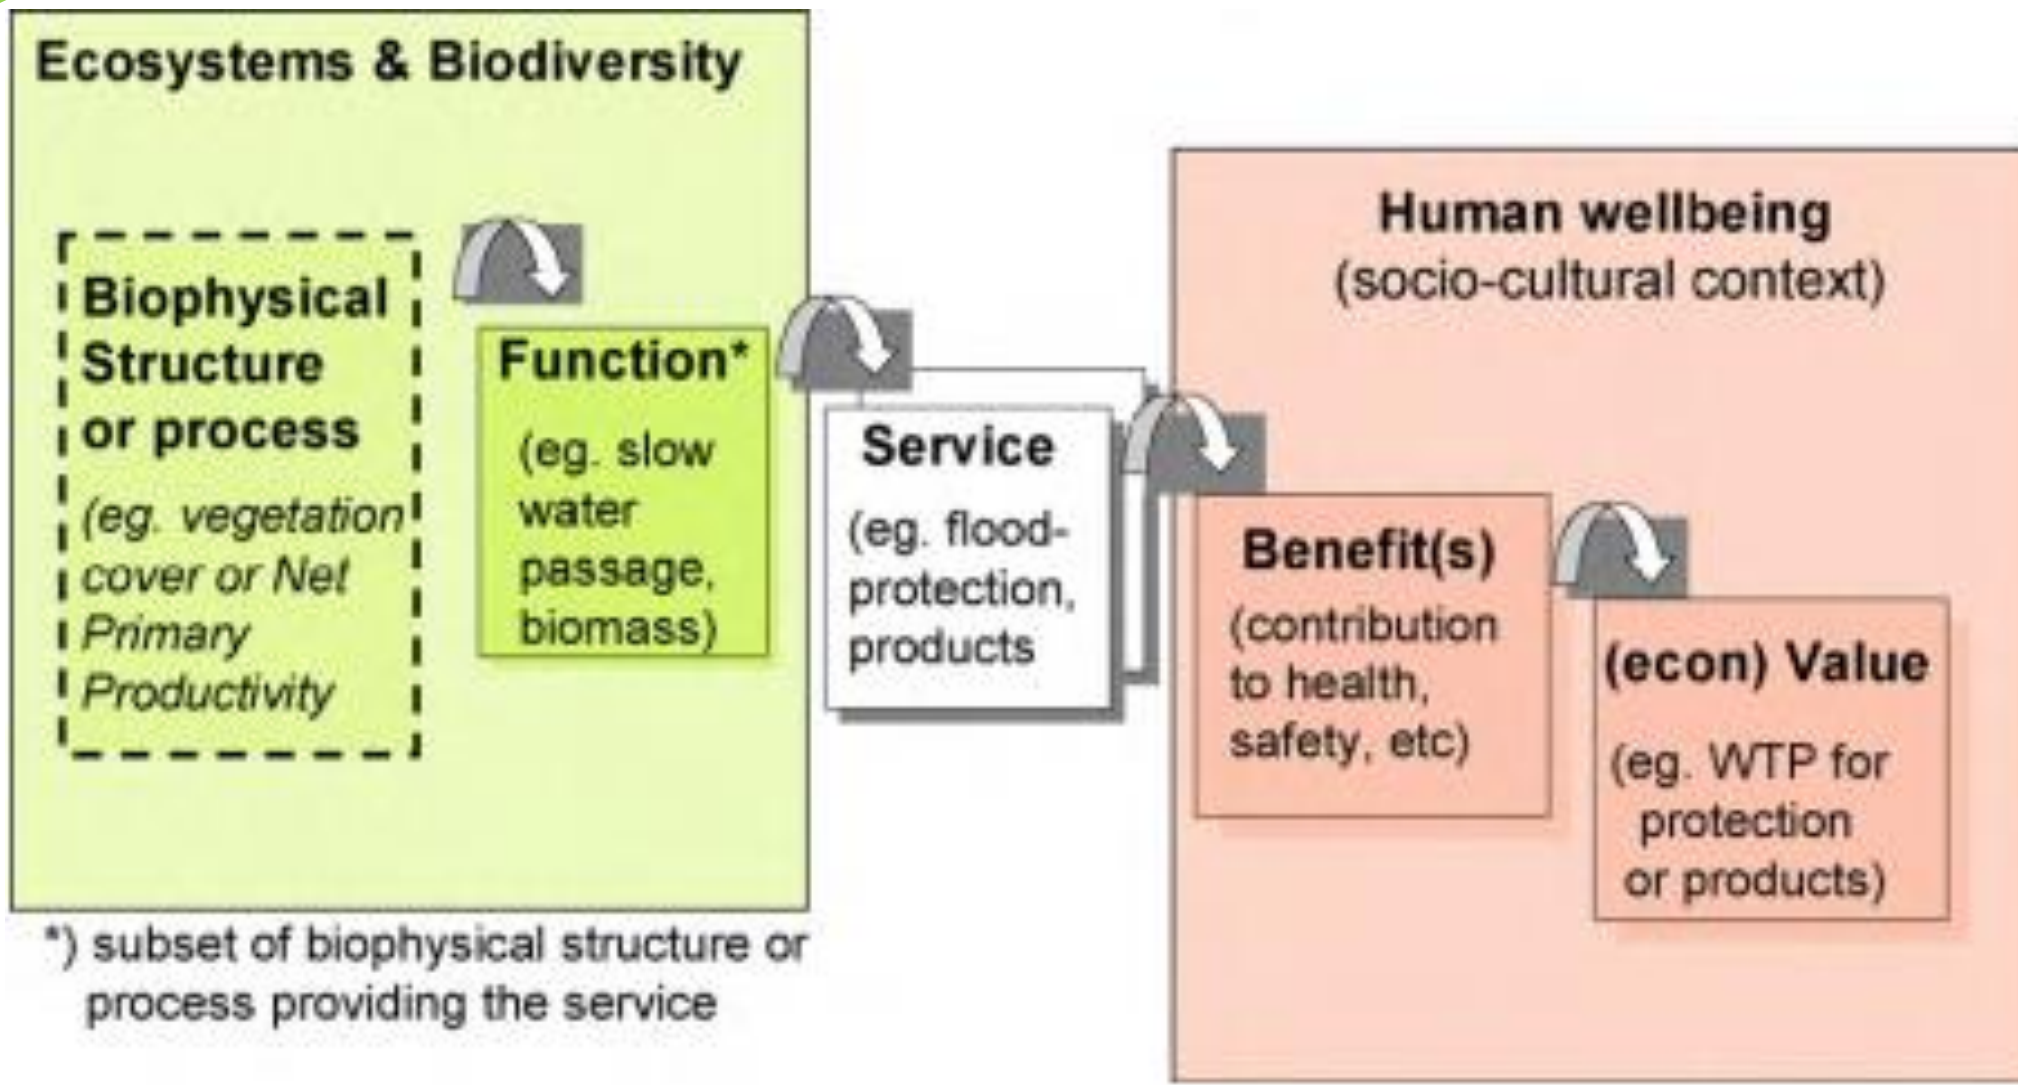 Ecosystems & Biodiversity
Biophysical
Structure
or process
(eg. vegetation
cover or Net
Primary
Productivity
Function*
(eg. slow
water
passage,
biomass)
Service
(eg. flood-
protection,
products
Human wellbeing
(socio-cultural context)
Benefit(s)
(contribution
to health,
safety, etc)
(econ) Value
(eg. WTP for
protection
or products)
*) subset of biophysical structure or
process providing the service